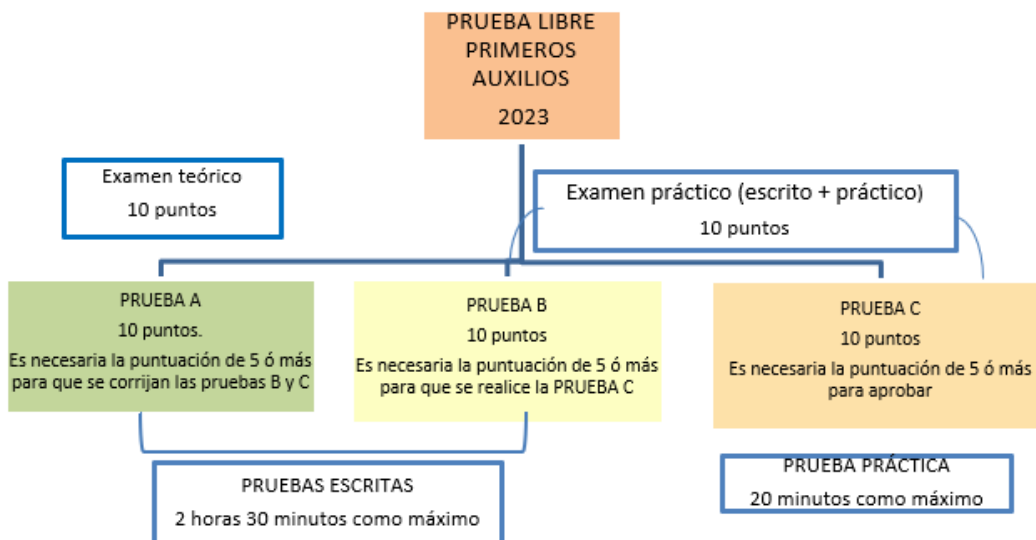 PRUEBA LIBRE
PRIMEROS
AUXILIOS
2023
Examen teórico
10 puntos
Examen práctico (escrito + práctico)
10 puntos
PRUEBA A
10 puntos.
Es necesaria la puntuación de 5 ó más
para que se corrijan las pruebas B y C
PRUEBA B
10 puntos
Es necesaria la puntuación de 5 ó más
para que se realice la PRUEBA C
PRUEBA C
10 puntos
Es necesaria la puntuación de 5 ó más
para aprobar
PRUEBAS ESCRITAS
2 horas 30 minutos como máximo
PRUEBA PRÁCTICA
20 minutos como máximo